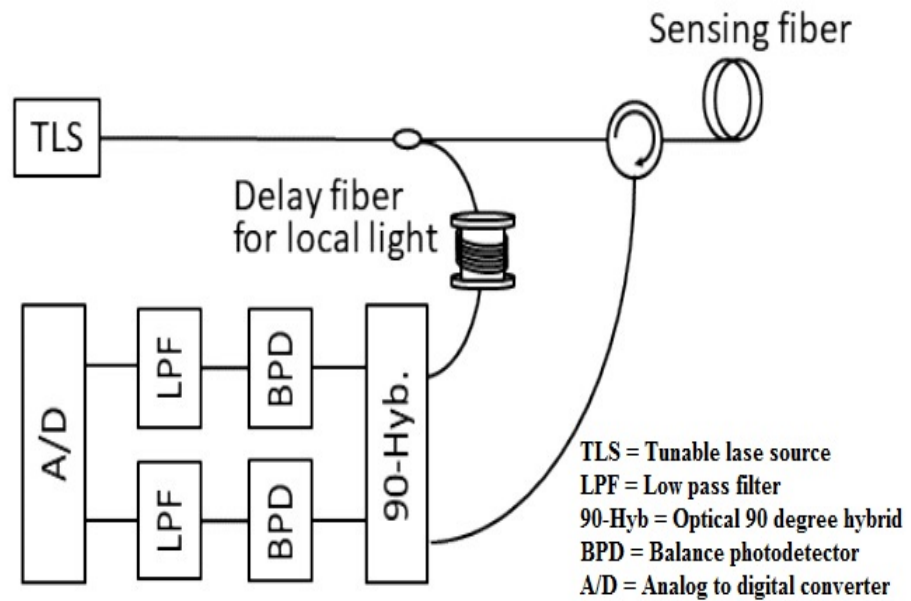 Sensing fiber
TLS
Delay fiber
for local light
A/D
LPF
BPD
90-Hyb.
LPF
BPD
TLS = Tunable lase source
LPF = Low pass filter
90-Hyb = Optical 90 degree hybrid
BPD = Balance photodetector
A/D = Analog to digital converter